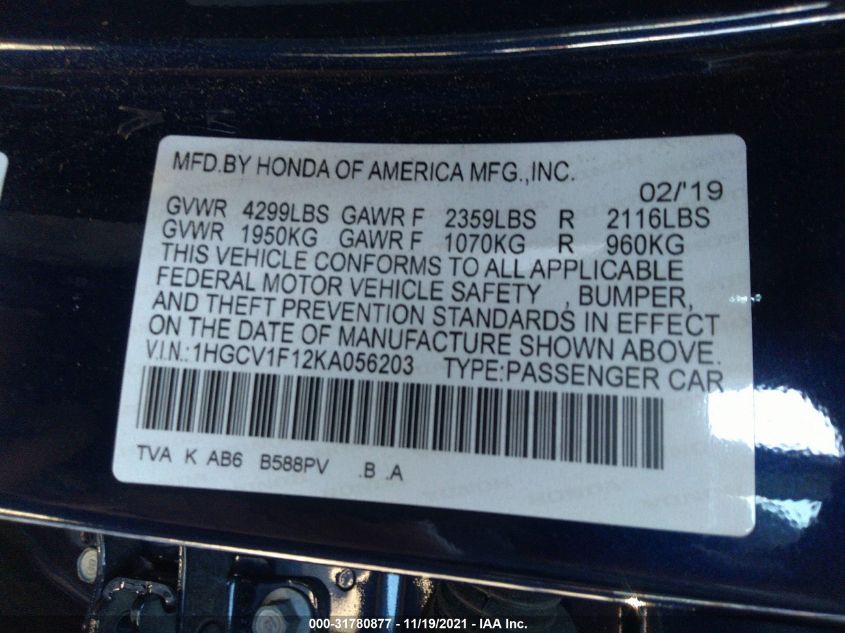 MFD.BY HONDA OF AMERICA MFG.,INC.
02/'19
GVWR 4299LBS GAWR F 2359LBS R 2116LBS
GVWR 1950KG GAWR F 1070KG R 960KG
THIS VEHICLE CONFORMS TO ALL APPLICABLE
FEDERAL MOTOR VEHICLE SAFETY , BUMPER,
AND THEFT PREVENTION STANDARDS IN EFFECT
ON THE DATE OF MANUFACTURE SHOWN ABOVE.
V.I.N.:1HGCV1F12KA056203 TYPE:PASSENGER CAR
TVA K AB6 B588PV .B .A
000-31780877 - 11/19/2021 - IAA Inc.